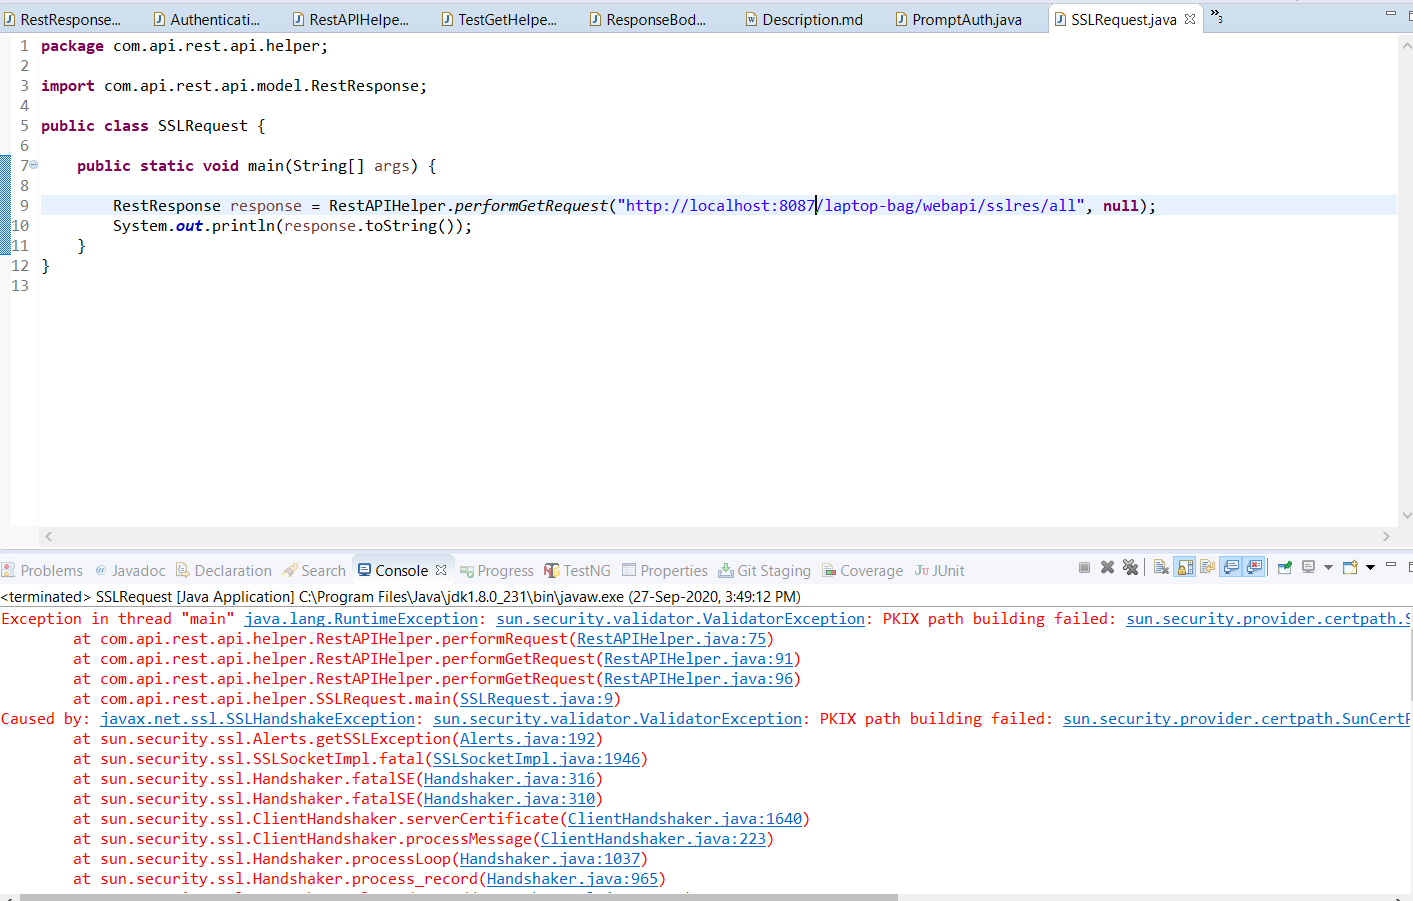 RestResponse... Authenticati... RestAPIHelpe... TestGetHelpe... ResponseBod... Description.md PromptAuth.java SSLRequest.java »3
1 package com.api.rest.api.helper;
2
3 import com.api.rest.api.model.RestResponse;
4
5 public class SSLRequest {
6
7 public static void main(String[] args) {
8
9 RestResponse response = RestAPIHelper.performGetRequest("http://localhost:8087/laptop-bag/webapi/sslres/all", null);
10 System.out.println(response.toString());
11 }
12 }
13
Problems Javadoc Declaration Search Console Progress TestNG Properties Git Staging Coverage JUnit
<terminated> SSLRequest [Java Application] C:\Program Files\Java\jdk1.8.0_231\bin\javaw.exe (27-Sep-2020, 3:49:12 PM)
Exception in thread "main" java.lang.RuntimeException: sun.security.validator.ValidatorException: PKIX path building failed: sun.security.provider.certpath.S
at com.api.rest.api.helper.RestAPIHelper.performRequest(RestAPIHelper.java:75)
at com.api.rest.api.helper.RestAPIHelper.performGetRequest(RestAPIHelper.java:91)
at com.api.rest.api.helper.RestAPIHelper.performGetRequest(RestAPIHelper.java:96)
at com.api.rest.api.helper.SSLRequest.main(SSLRequest.java:9)
Caused by: javax.net.ssl.SSLHandshakeException: sun.security.validator.ValidatorException: PKIX path building failed: sun.security.provider.certpath.SunCertP
at sun.security.ssl.Alerts.getSSLException(Alerts.java:192)
at sun.security.ssl.SSLSocketImpl.fatal(SSLSocketImpl.java:1946)
at sun.security.ssl.Handshaker.fatalSE(Handshaker.java:316)
at sun.security.ssl.Handshaker.fatalSE(Handshaker.java:310)
at sun.security.ssl.ClientHandshaker.serverCertificate(ClientHandshaker.java:1640)
at sun.security.ssl.ClientHandshaker.processMessage(ClientHandshaker.java:223)
at sun.security.ssl.Handshaker.processLoop(Handshaker.java:1037)
at sun.security.ssl.Handshaker.process_record(Handshaker.java:965)